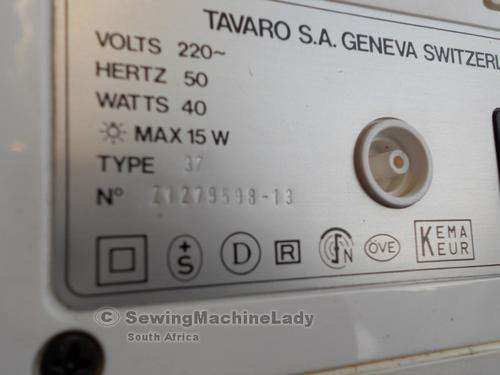 TAVARO S.A. GENEVA SWITZERL
VOLTS 220~
HERTZ 50
WATTS 40
MAX 15 W
TYPE 37
Nº Z1279598-13
+
S
D
R
N
ÖVE
KEMA
KEUR
© SewingMachineLady
South Africa